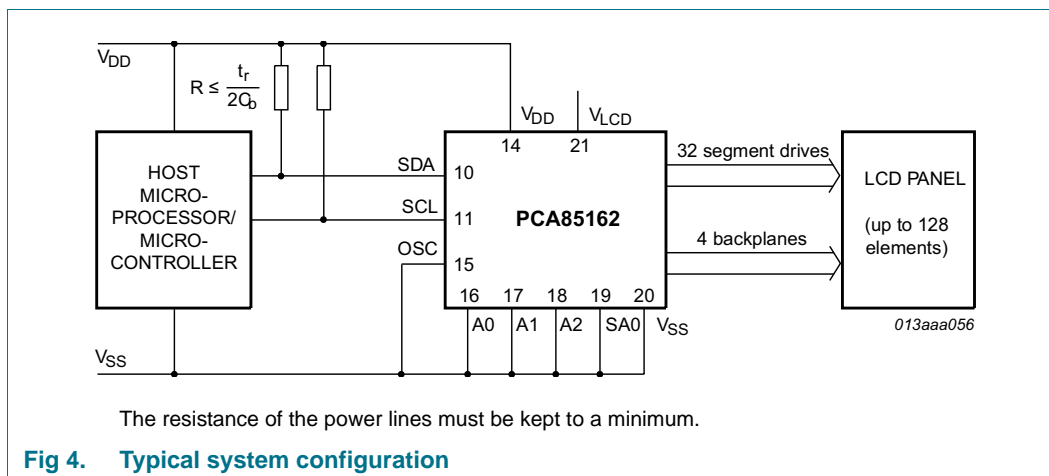 VDD
R ≤ tr
2Cb
VDD
VLCD
14
21
HOST
MICRO-
PROCESSOR/
MICRO-
CONTROLLER
SDA
10
SCL
11
OSC
15
PCA85162
16
17
18
19
20
A0
A1
A2
SA0
VSS
32 segment drives
4 backplanes
LCD PANEL
(up to 128
elements)
013aaa056
VSS
The resistance of the power lines must be kept to a minimum.
Fig 4. Typical system configuration